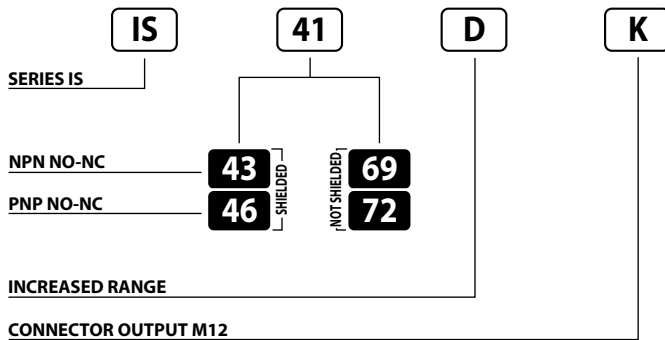 IS 41 D K
SERIES IS
NPN NO-NC 43 SHIELDED NOT SHIELDED 69
PNP NO-NC 46 72
INCREASED RANGE
CONNECTOR OUTPUT M12